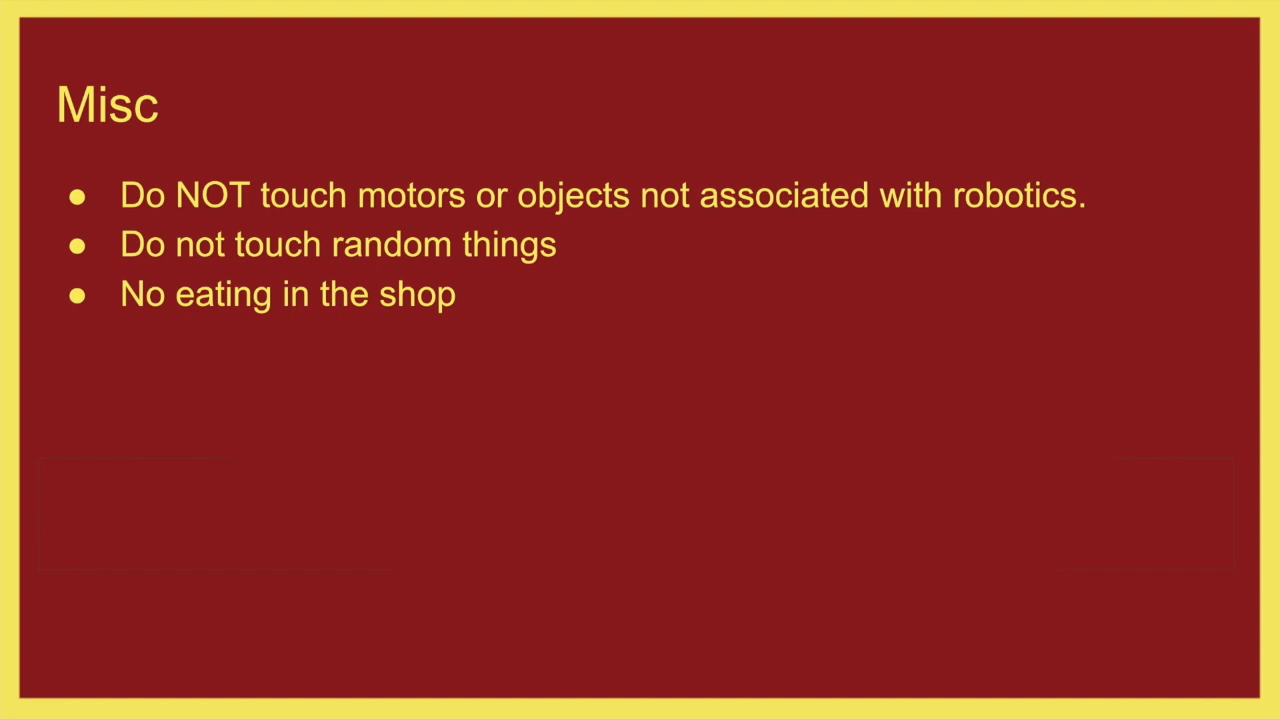 Misc
● Do NOT touch motors or objects not associated with robotics.
● Do not touch random things
● No eating in the shop